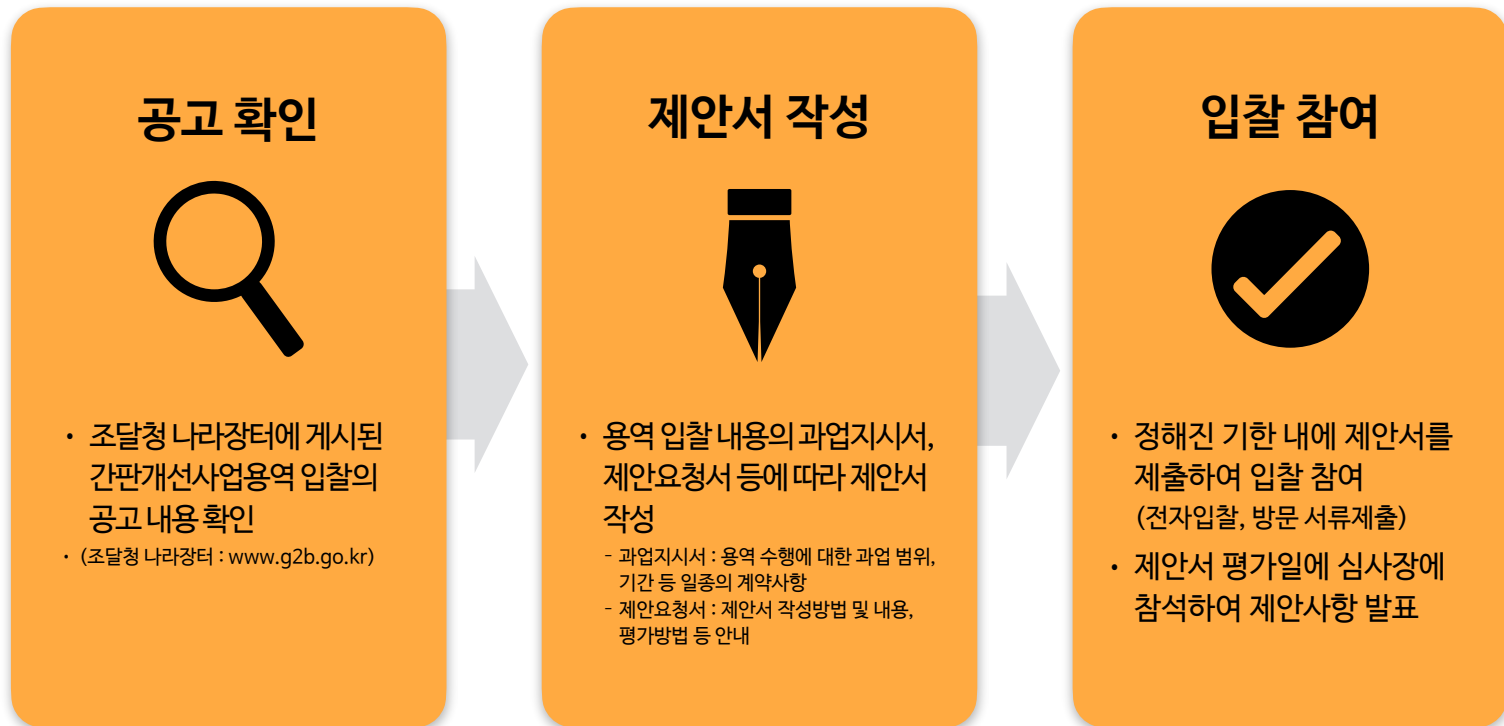 공고 확인
• 조달청 나라장터에 게시된
간판개선사업용역 입찰의
공고 내용 확인
• (조달청 나라장터 : www.g2b.go.kr)
제안서 작성
• 용역 입찰 내용의 과업지시서,
제안요청서 등에 따라 제안서
작성
- 과업지시서 : 용역 수행에 대한 과업 범위,
기간 등 일종의 계약사항
- 제안요청서 : 제안서 작성방법 및 내용,
평가방법 등 안내
입찰 참여
• 정해진 기한 내에 제안서를
제출하여 입찰 참여
(전자입찰, 방문 서류제출)
• 제안서 평가일에 심사장에
참석하여 제안사항 발표